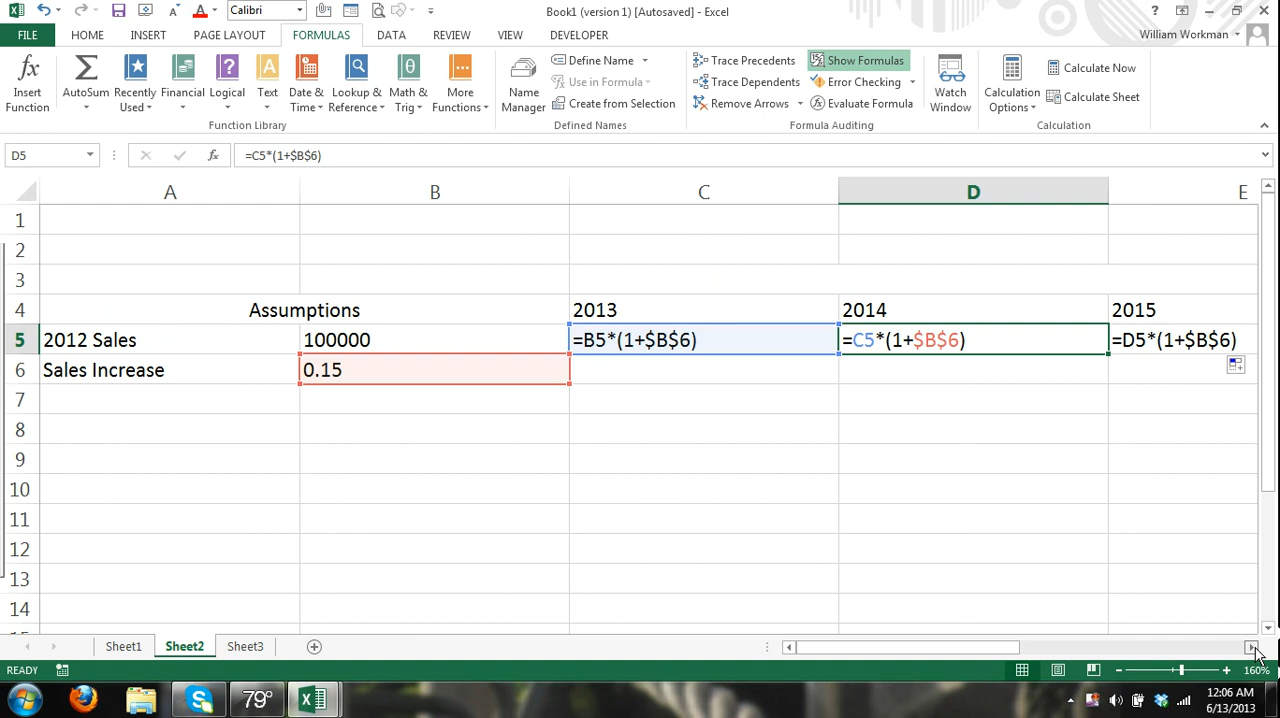 Calibri
Book1 (version 1) [Autosaved] - Excel
?
FILE HOME INSERT PAGE LAYOUT FORMULAS DATA REVIEW VIEW DEVELOPER
William Workman
Insert Function
AutoSum
Recently Used
Financial
Logical
Text
Date & Time
Lookup & Reference
Math & Trig
More Functions
Function Library
Name Manager
Define Name
Use in Formula
Create from Selection
Defined Names
Trace Precedents
Trace Dependents
Remove Arrows
Show Formulas
Error Checking
Evaluate Formula
Formula Auditing
Watch Window
Calculation Options
Calculate Now
Calculate Sheet
Calculation
D5 fx =C5*(1+$B$6)
A B C D E
1
2
3
4 Assumptions 2013 2014 2015
5 2012 Sales 100000 =B5*(1+$B$6) =C5*(1+$B$6) =D5*(1+$B$6)
6 Sales Increase 0.15
7
8
9
10
11
12
13
14
Sheet1 Sheet2 Sheet3
READY 160%
79° 12:06 AM
6/13/2013